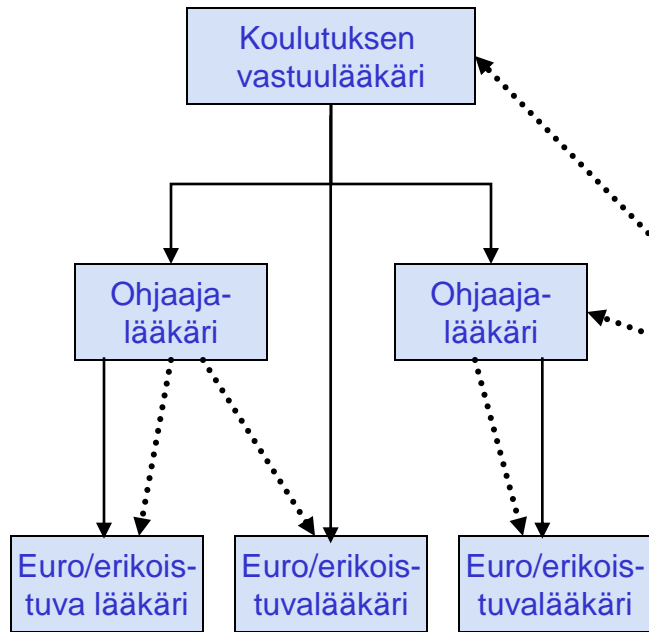 Koulutuksen
vastuulääkäri
Ohjaaja-
lääkäri
Ohjaaja-
lääkäri
Euro/erikois-
tuva lääkäri
Euro/erikois-
tuvalääkäri
Euro/erikois-
tuvalääkäri